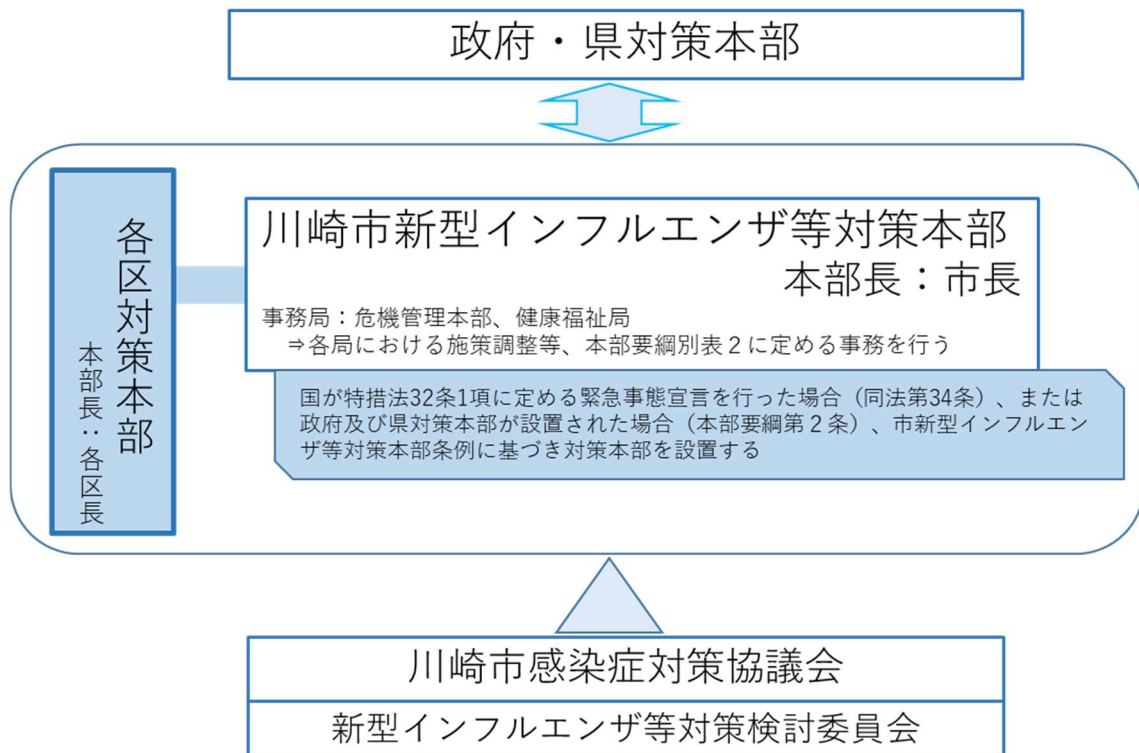 政府・県対策本部
各区対策本部
本部長：各区長
川崎市新型インフルエンザ等対策本部
本部長：市長
事務局：危機管理本部、健康福祉局
⇒各局における施策調整等、本部要綱別表２に定める事務を行う
国が特措法32条1項に定める緊急事態宣言を行った場合（同法第34条）、または
政府及び県対策本部が設置された場合（本部要綱第２条）、市新型インフルエン
ザ等対策本部条例に基づき対策本部を設置する
川崎市感染症対策協議会
新型インフルエンザ等対策検討委員会